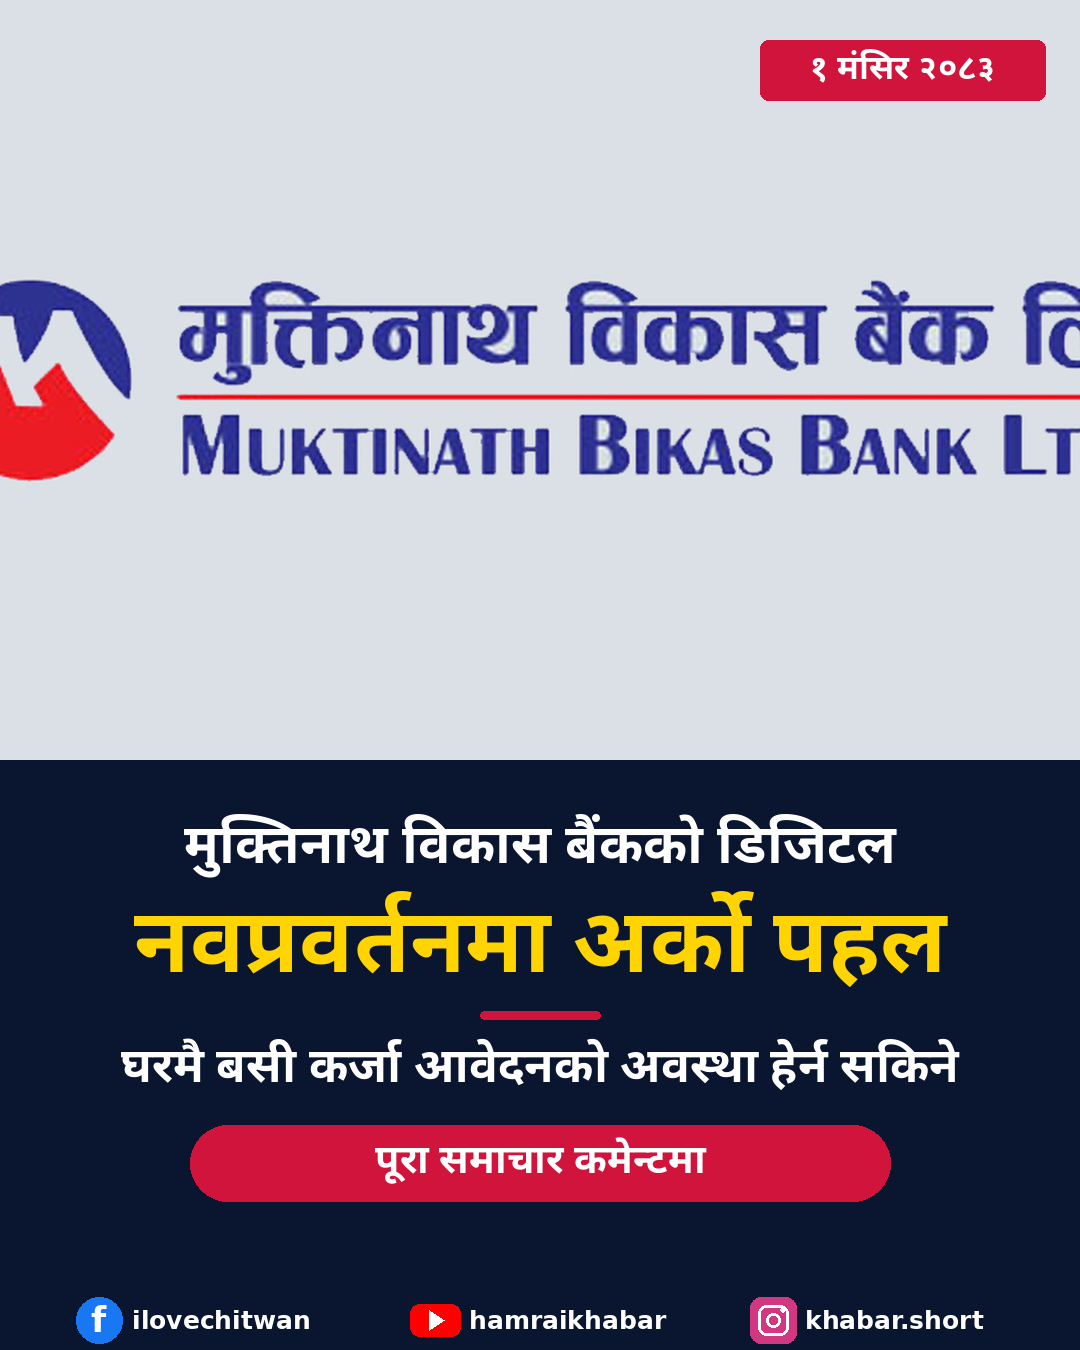 १ मंसिर २०८३
मुक्तिनाथ विकास बैंक लि
MUKTINATH BIKAS BANK LT
मुक्तिनाथ विकास बैंकको डिजिटल
नवप्रवर्तनमा अर्को पहल
घरमै बसी कर्जा आवेदनको अवस्था हेर्न सकिने
पूरा समाचार कमेन्टमा
ilovechitwan hamraikhabar khabar.short